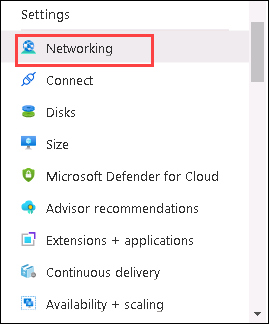 Settings
Networking
Connect
Disks
Size
Microsoft Defender for Cloud
Advisor recommendations
Extensions + applications
Continuous delivery
Availability + scaling